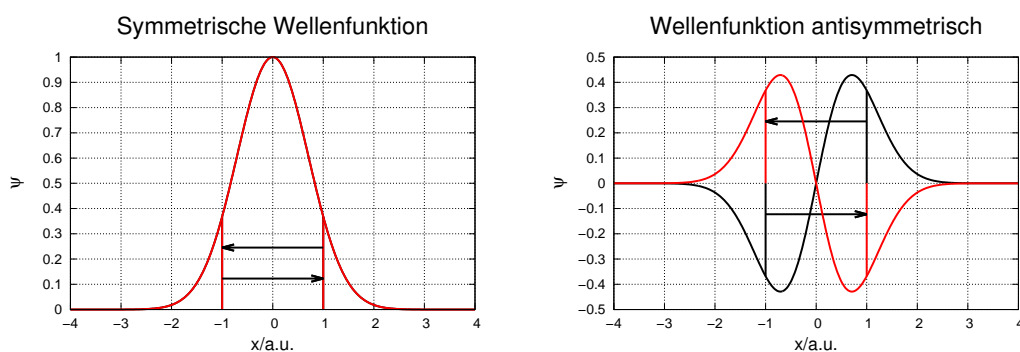 Symmetrische Wellenfunktion
1
0.9
0.8
0.7
0.6
0.5
0.4
0.3
0.2
0.1
0
ψ
−4 −3 −2 −1 0 1 2 3 4
x/a.u.
Wellenfunktion antisymmetrisch
0.5
0.4
0.3
0.2
0.1
0
−0.1
−0.2
−0.3
−0.4
−0.5
ψ
−4 −3 −2 −1 0 1 2 3 4
x/a.u.